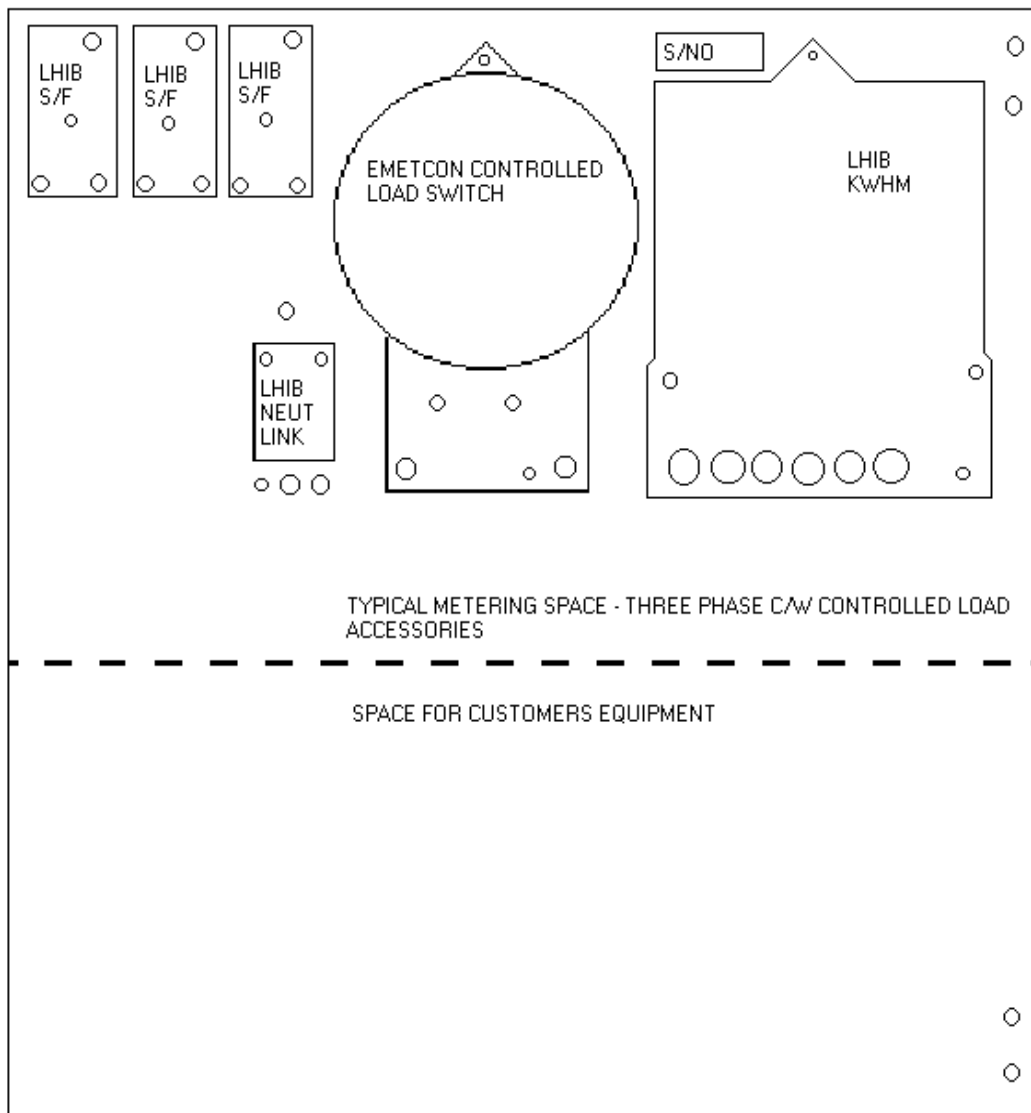 LHIB
S/F
LHIB
S/F
LHIB
S/F
EMETCON CONTROLLED
LOAD SWITCH
S/NO
LHIB
KWHM
LHIB
NEUT
LINK
TYPICAL METERING SPACE - THREE PHASE C/W CONTROLLED LOAD
ACCESSORIES
SPACE FOR CUSTOMERS EQUIPMENT